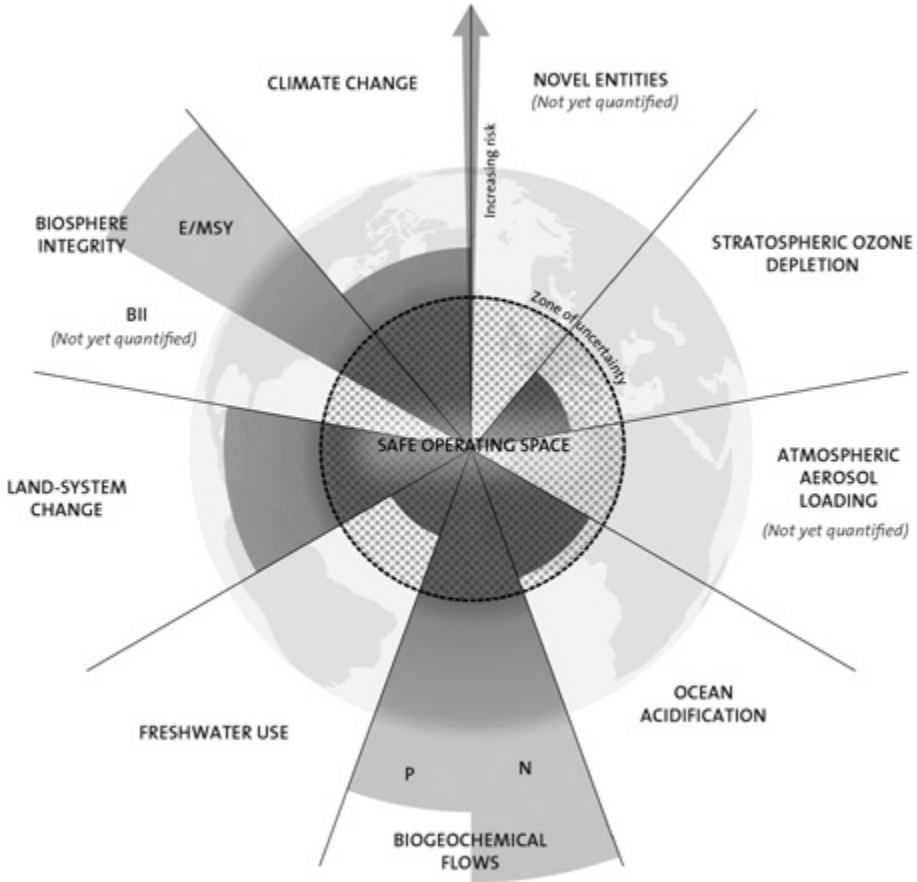 CLIMATE CHANGE
NOVEL ENTITIES
(Not yet quantified)
Increasing risk
BIOSPHERE
INTEGRITY
E/MSY
STRATOSPHERIC OZONE
DEPLETION
BII
(Not yet quantified)
Zone of uncertainty
SAFE OPERATING SPACE
LAND-SYSTEM
CHANGE
ATMOSPHERIC
AEROSOL
LOADING
(Not yet quantified)
FRESHWATER USE
OCEAN
ACIDIFICATION
P
N
BIOGEOCHEMICAL
FLOWS